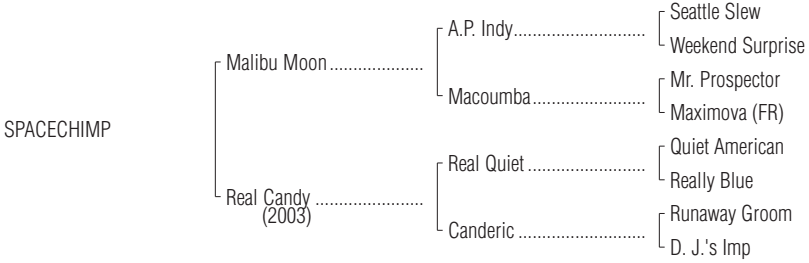 Seattle Slew
A.P. Indy..............................
Weekend Surprise
Malibu Moon.....................
Mr. Prospector
Macoumba..........................
Maximova (FR)
SPACECHIMP
Quiet American
Real Quiet...........................
Really Blue
Real Candy ........................
(2003)
Runaway Groom
Canderic.............................
D. J.'s Imp